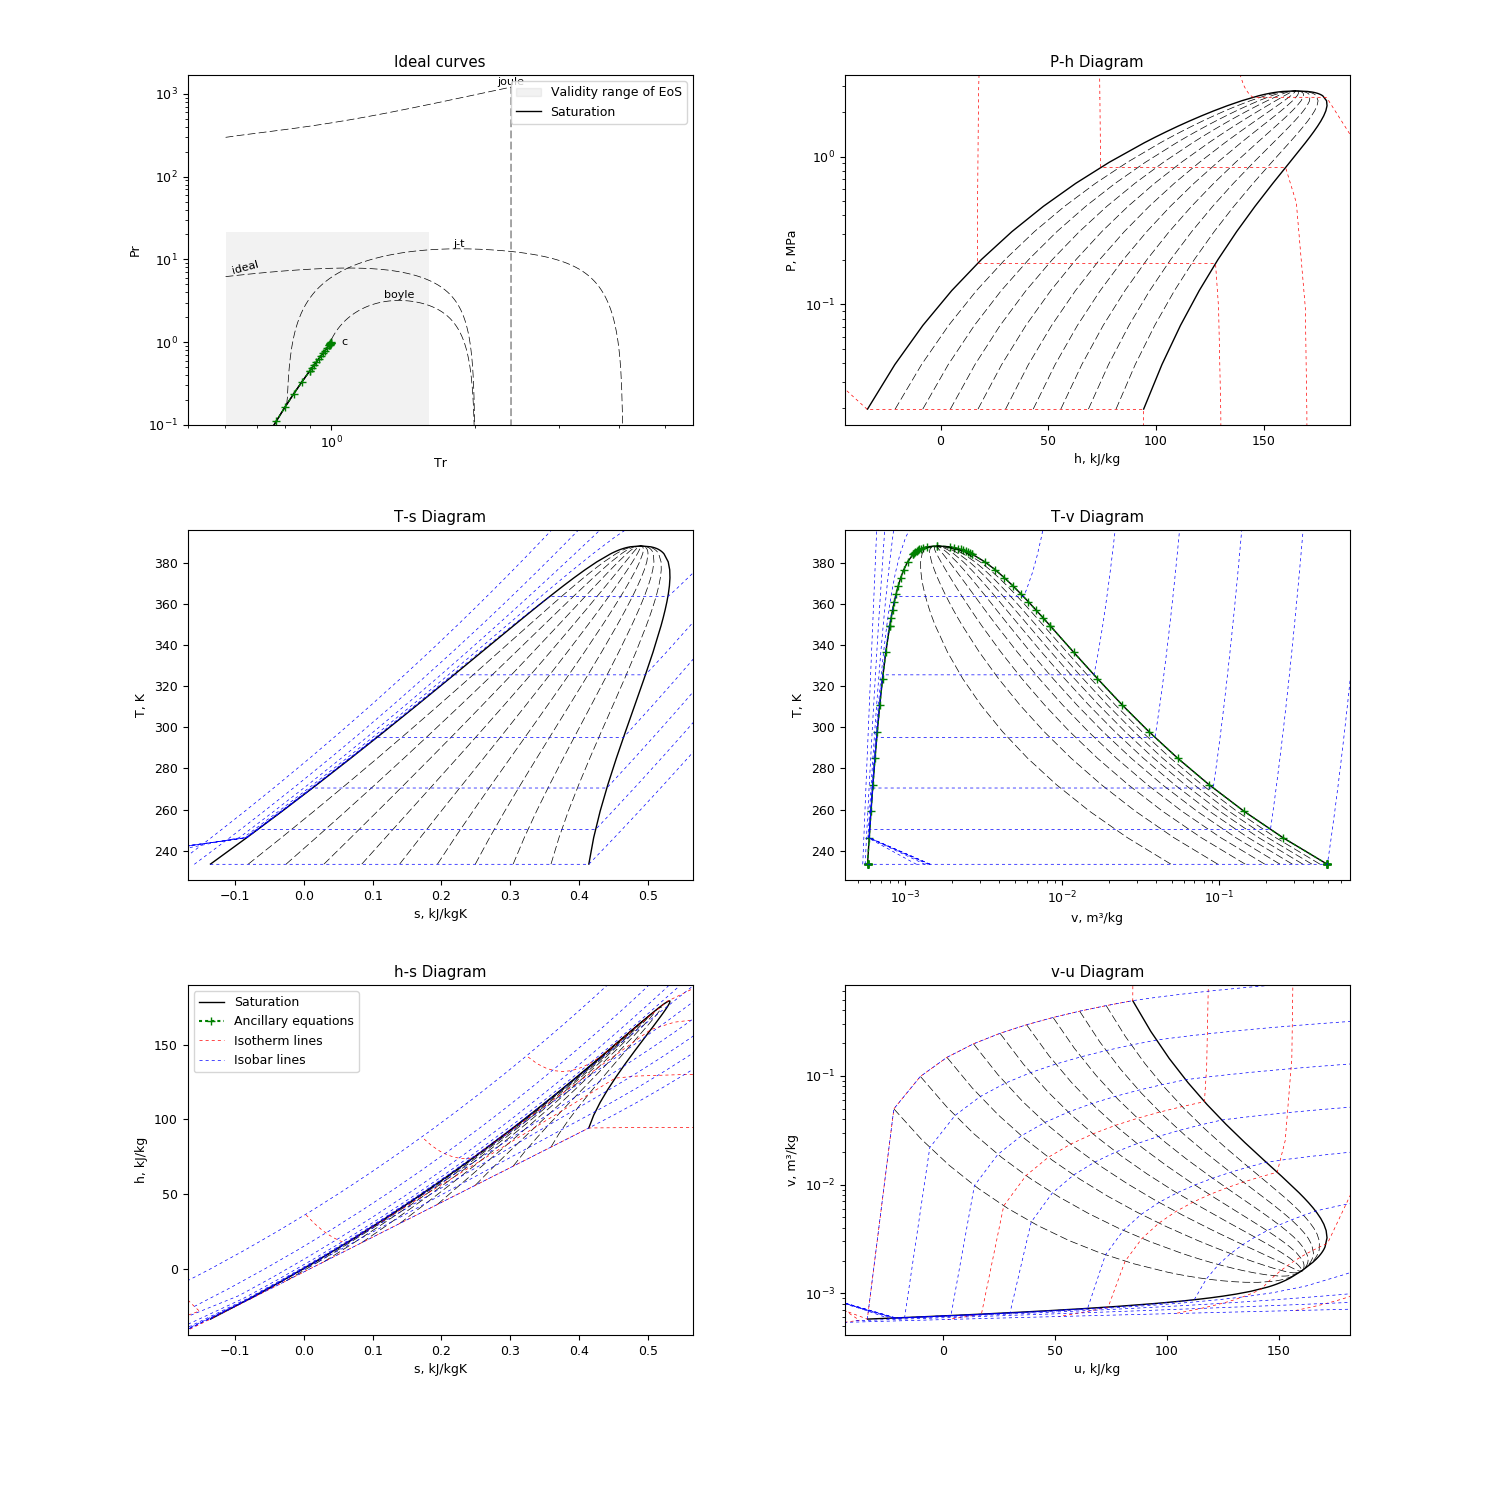 Ideal curves
joule
Validity range of EoS
Saturation
j-t
ideal
boyle
c
Pr
10³
10²
10¹
10⁰
10⁻¹
10⁰
Tr
P-h Diagram
P, MPa
10⁰
10⁻¹
0 50 100 150
h, kJ/kg
T-s Diagram
T, K
380
360
340
320
300
280
260
240
−0.1 0.0 0.1 0.2 0.3 0.4 0.5
s, kJ/kgK
T-v Diagram
T, K
380
360
340
320
300
280
260
240
10⁻³ 10⁻² 10⁻¹
v, m³/kg
h-s Diagram
Saturation
Ancillary equations
Isotherm lines
Isobar lines
h, kJ/kg
150
100
50
0
−0.1 0.0 0.1 0.2 0.3 0.4 0.5
s, kJ/kgK
v-u Diagram
v, m³/kg
10⁻¹
10⁻²
10⁻³
0 50 100 150
u, kJ/kg